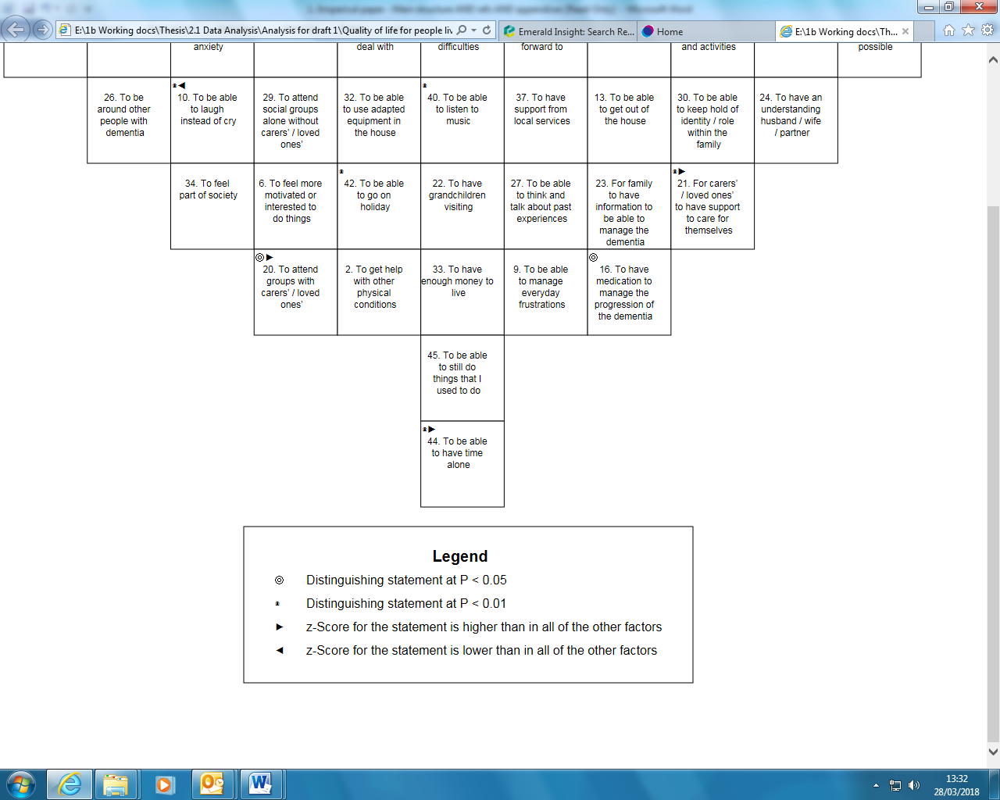 E:\1b Working docs\Thesis\2.1 Data Analysis\Analysis for draft 1\Quality of life for people liv
Emerald Insight: Search Re...
Home
E:\1b Working docs\Th...
anxiety
deal with
difficulties
forward to
and activities
possible
26. To be
around other
people with
dementia
10. To be able
to laugh
instead of cry
29. To attend
social groups
alone without
carers' / loved
ones'
32. To be able
to use adapted
equipment in
the house
40. To be able
to listen to
music
37. To have
support from
local services
13. To be able
to get out of
the house
30. To be able
to keep hold of
identity / role
within the
family
24. To have an
understanding
husband / wife
/ partner
34. To feel
part of society
6. To feel more
motivated or
interested to
do things
42. To be able
to go on
holiday
22. To have
grandchildren
visiting
27. To be able
to think and
talk about past
experiences
23. For family
to have
information to
be able to
manage the
dementia
21. For carers'
/ loved ones'
to have support
to care for
themselves
20. To attend
groups with
carers' / loved
ones'
2. To get help
with other
physical
conditions
33. To have
enough money to
live
9. To be able
to manage
everyday
frustrations
16. To have
medication to
manage the
progression of
the dementia
45. To be able
to still do
things that I
used to do
44. To be able
to have time
alone
Legend
Distinguishing statement at P < 0.05
Distinguishing statement at P < 0.01
z-Score for the statement is higher than in all of the other factors
z-Score for the statement is lower than in all of the other factors
13:32
28/03/2018